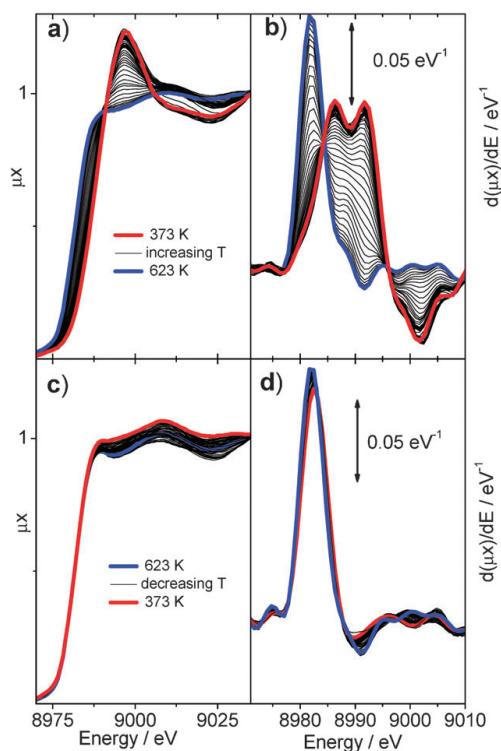 a)
b)
0.05 eV⁻¹
1
μx
373 K
increasing T
623 K
d(μx)/dE / eV⁻¹
c)
d)
0.05 eV⁻¹
1
μx
623 K
decreasing T
373 K
d(μx)/dE / eV⁻¹
8975 9000 9025 8980 8990 9000 9010
Energy / eV Energy / eV